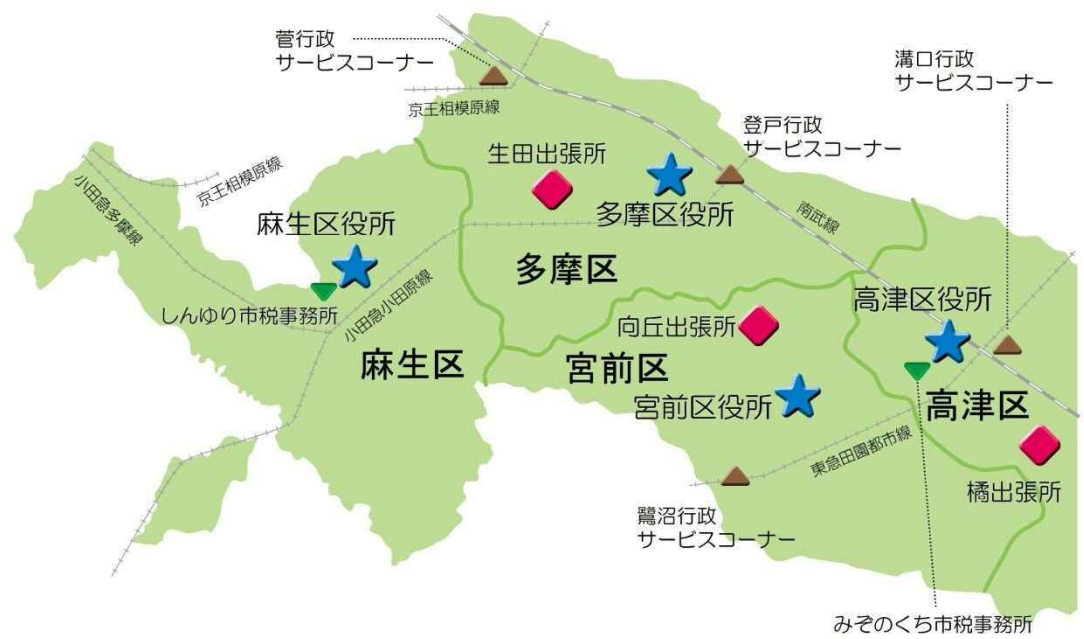 菅行政
サービスコーナー
溝口行政
サービスコーナー
京王相模原線
登戸行政
サービスコーナー
生田出張所
京王相模原線
小田急多摩線
多摩区役所
南武線
麻生区役所
多摩区
しんゆり市税事務所
小田急小田原線
高津区役所
向丘出張所
麻生区
宮前区
宮前区役所
高津区
東急田園都市線
橘出張所
鷺沼行政
サービスコーナー
みぞのくち市税事務所